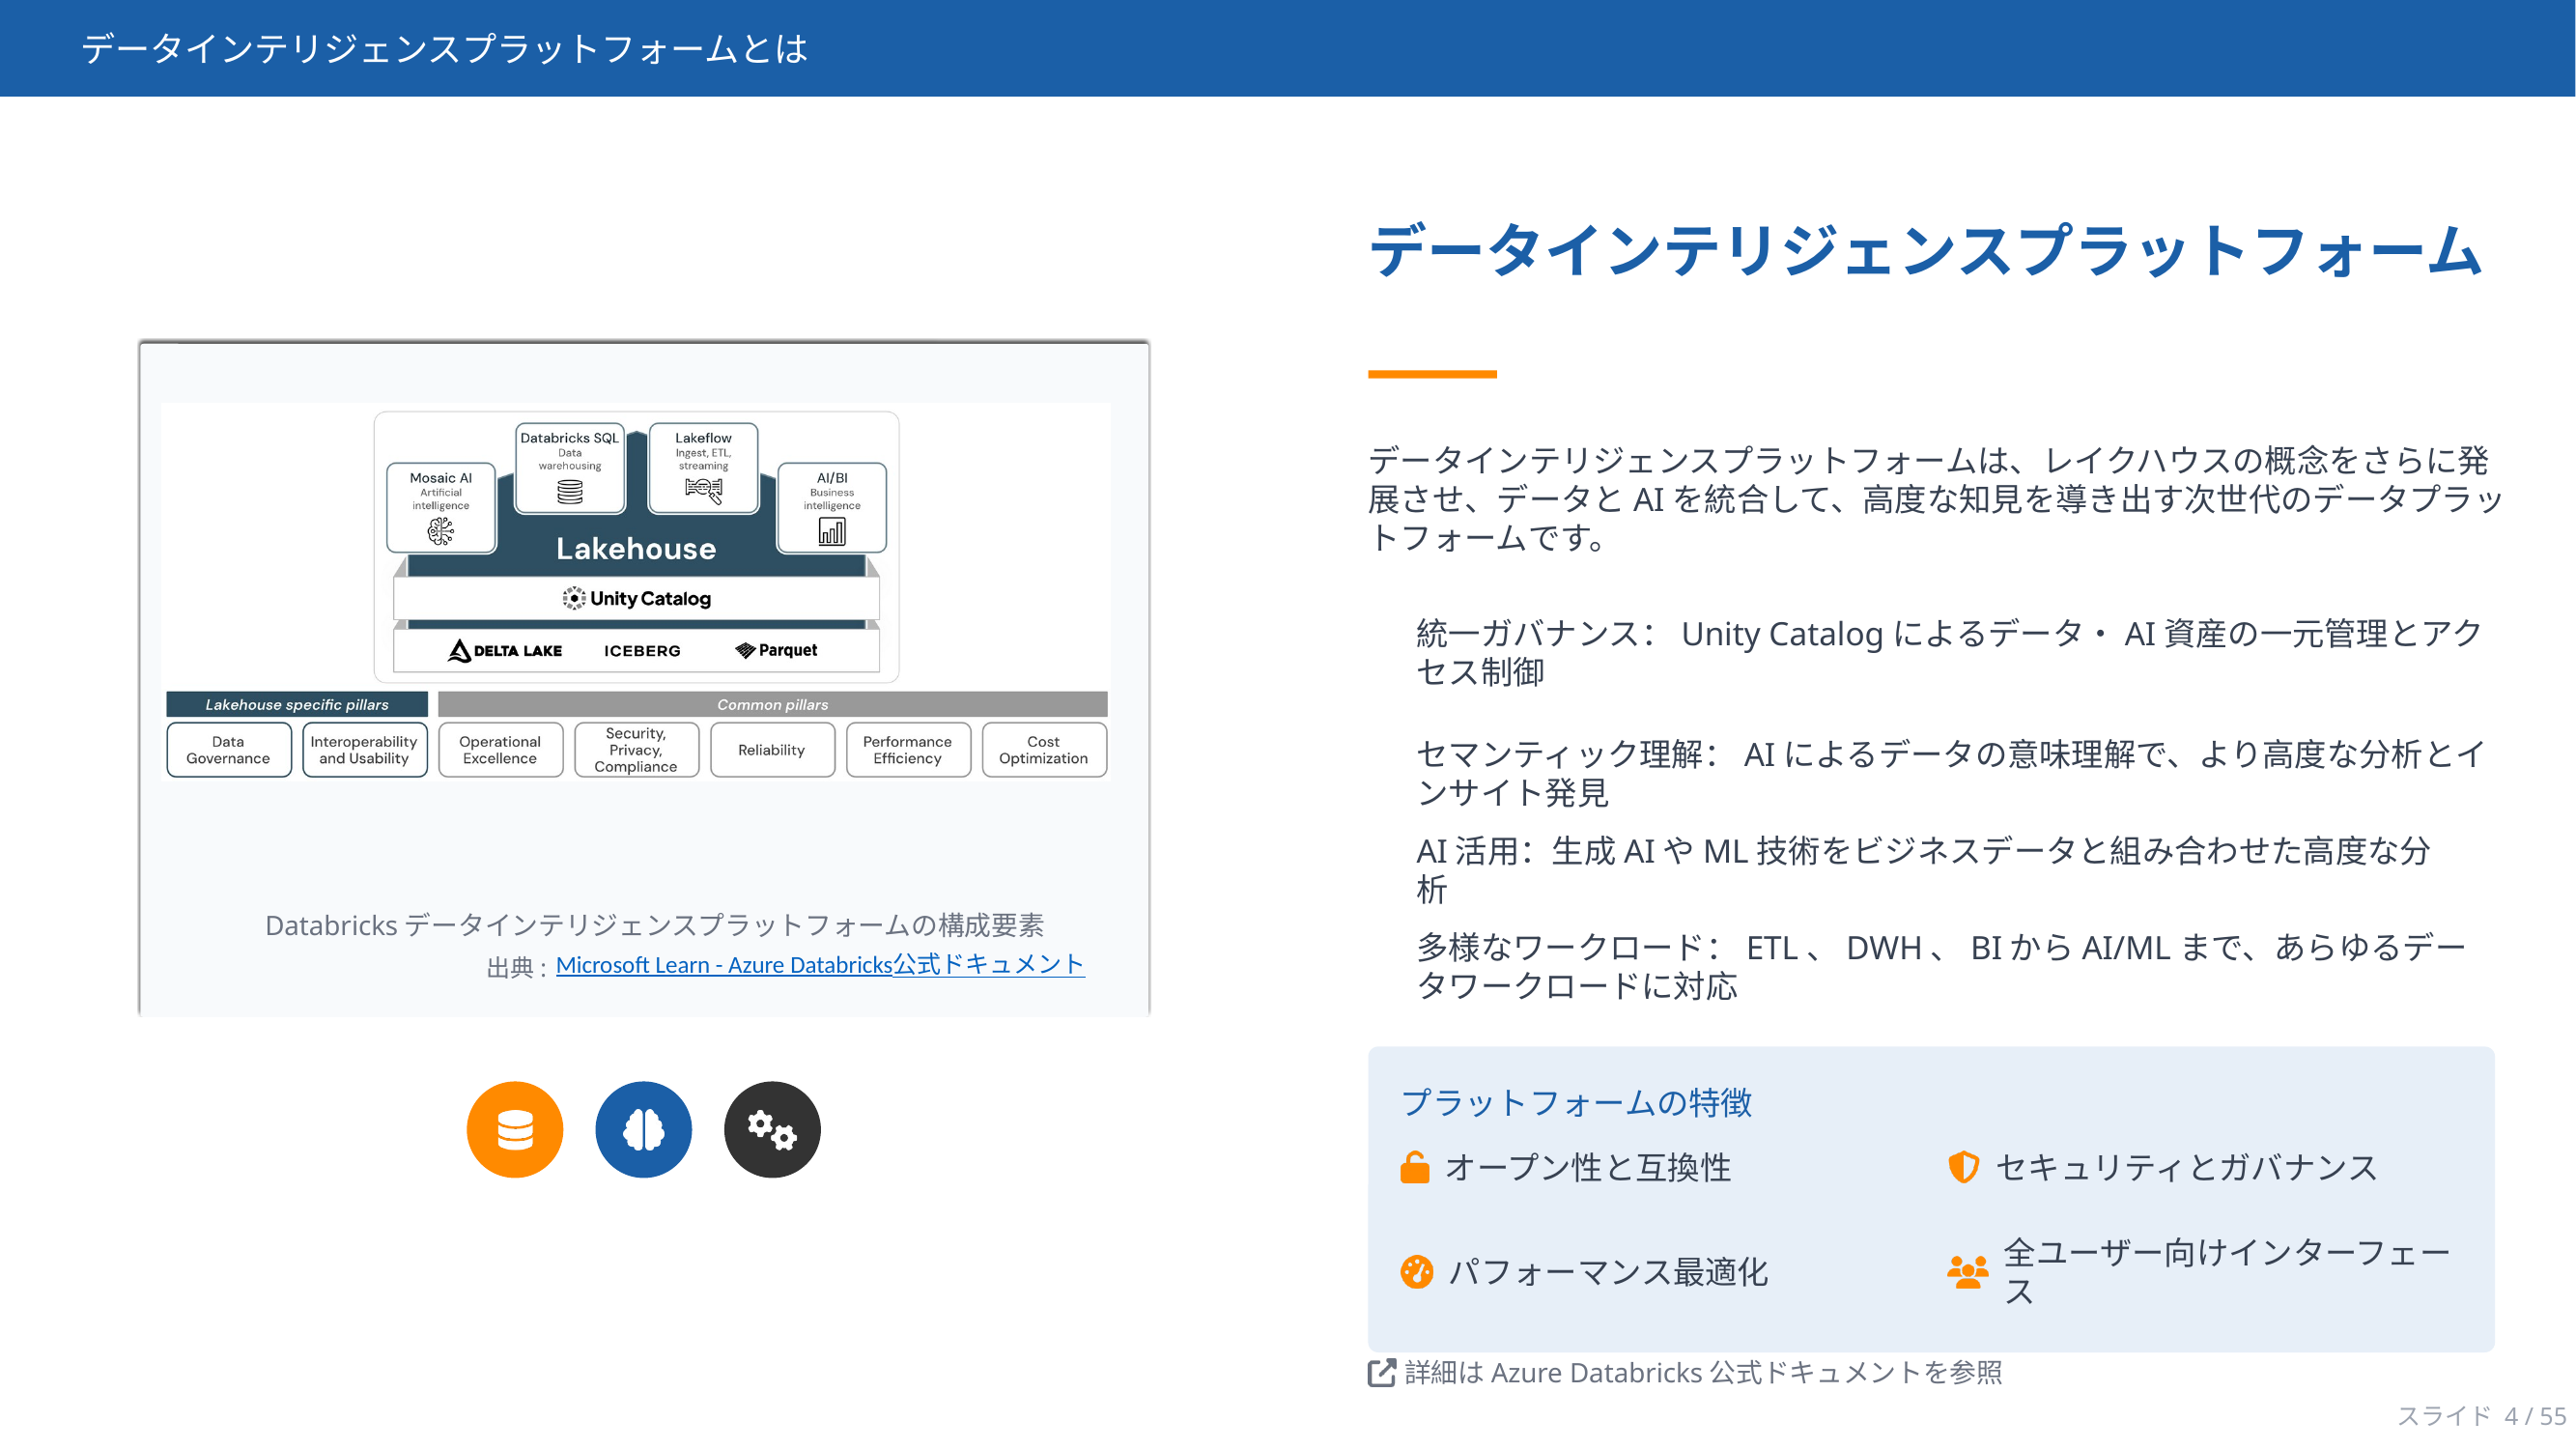 データインテリジェンスプラットフォームとは
Databricks SQL
Data
warehousing
Lakeflow
Ingest, ETL,
streaming
Mosaic AI
Artificial
intelligence
AI/BI
Business
intelligence
Lakehouse
Unity Catalog
DELTA LAKE ICEBERG Parquet
Lakehouse specific pillars Common pillars
Data
Governance
Interoperability
and Usability
Operational
Excellence
Security,
Privacy,
Compliance
Reliability
Performance
Efficiency
Cost
Optimization
Databricks データインテリジェンスプラットフォームの構成要素
出典 : Microsoft Learn - Azure Databricks公式ドキュメント
データインテリジェンスプラットフォーム
データインテリジェンスプラットフォームは、レイクハウスの概念をさらに発
展させ、データと AI を統合して、高度な知見を導き出す次世代のデータプラッ
トフォームです。
統一ガバナンス： Unity Catalog によるデータ・ AI 資産の一元管理とアク
セス制御
セマンティック理解： AI によるデータの意味理解で、より高度な分析とイ
ンサイト発見
AI 活用：生成 AI や ML 技術をビジネスデータと組み合わせた高度な分
析
多様なワークロード： ETL 、 DWH 、 BI から AI/ML まで、あらゆるデー
タワークロードに対応
プラットフォームの特徴
オープン性と互換性
セキュリティとガバナンス
パフォーマンス最適化
全ユーザー向けインターフェー
ス
詳細は Azure Databricks 公式ドキュメントを参照
スライド 4 / 55